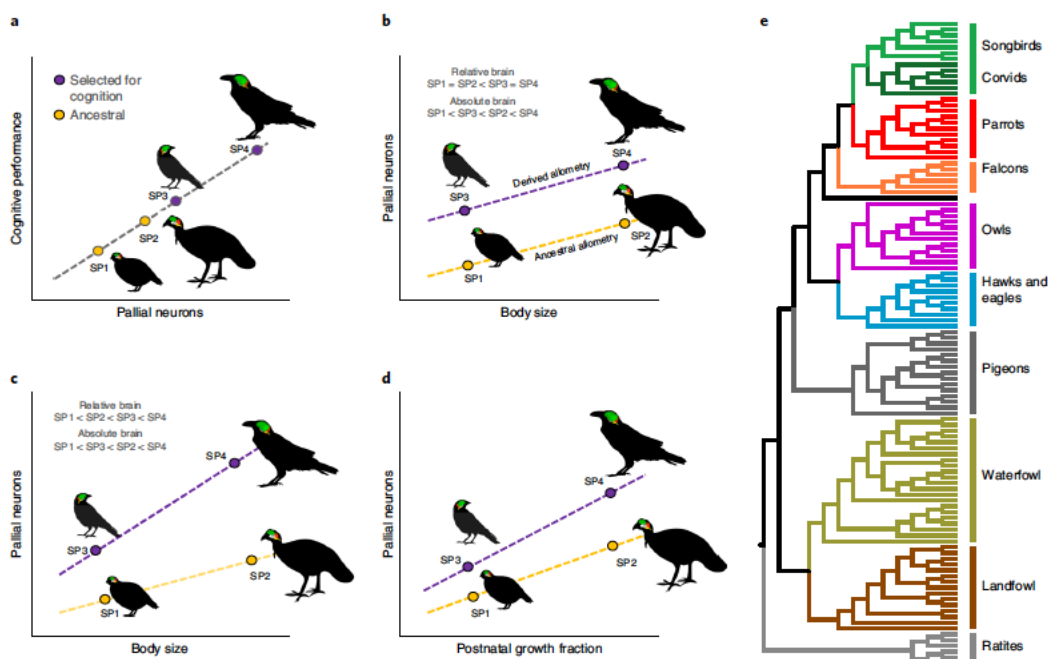 a
Selected for
cognition
Ancestral
SP4
SP3
SP2
SP1
Cognitive performance
Pallial neurons
b
Relative brain
SP1 = SP2 < SP3 = SP4
Absolute brain
SP1 < SP3 < SP2 < SP4
SP4
Derived allometry
SP3
SP2
Ancestral allometry
SP1
Pallial neurons
Body size
c
Relative brain
SP1 < SP2 < SP3 < SP4
Absolute brain
SP1 < SP3 < SP2 < SP4
SP4
SP3
SP2
SP1
Pallial neurons
Body size
d
SP4
SP3
SP2
SP1
Pallial neurons
Postnatal growth fraction
e
Songbirds
Corvids
Parrots
Falcons
Owls
Hawks and
eagles
Pigeons
Waterfowl
Landfowl
Ratites